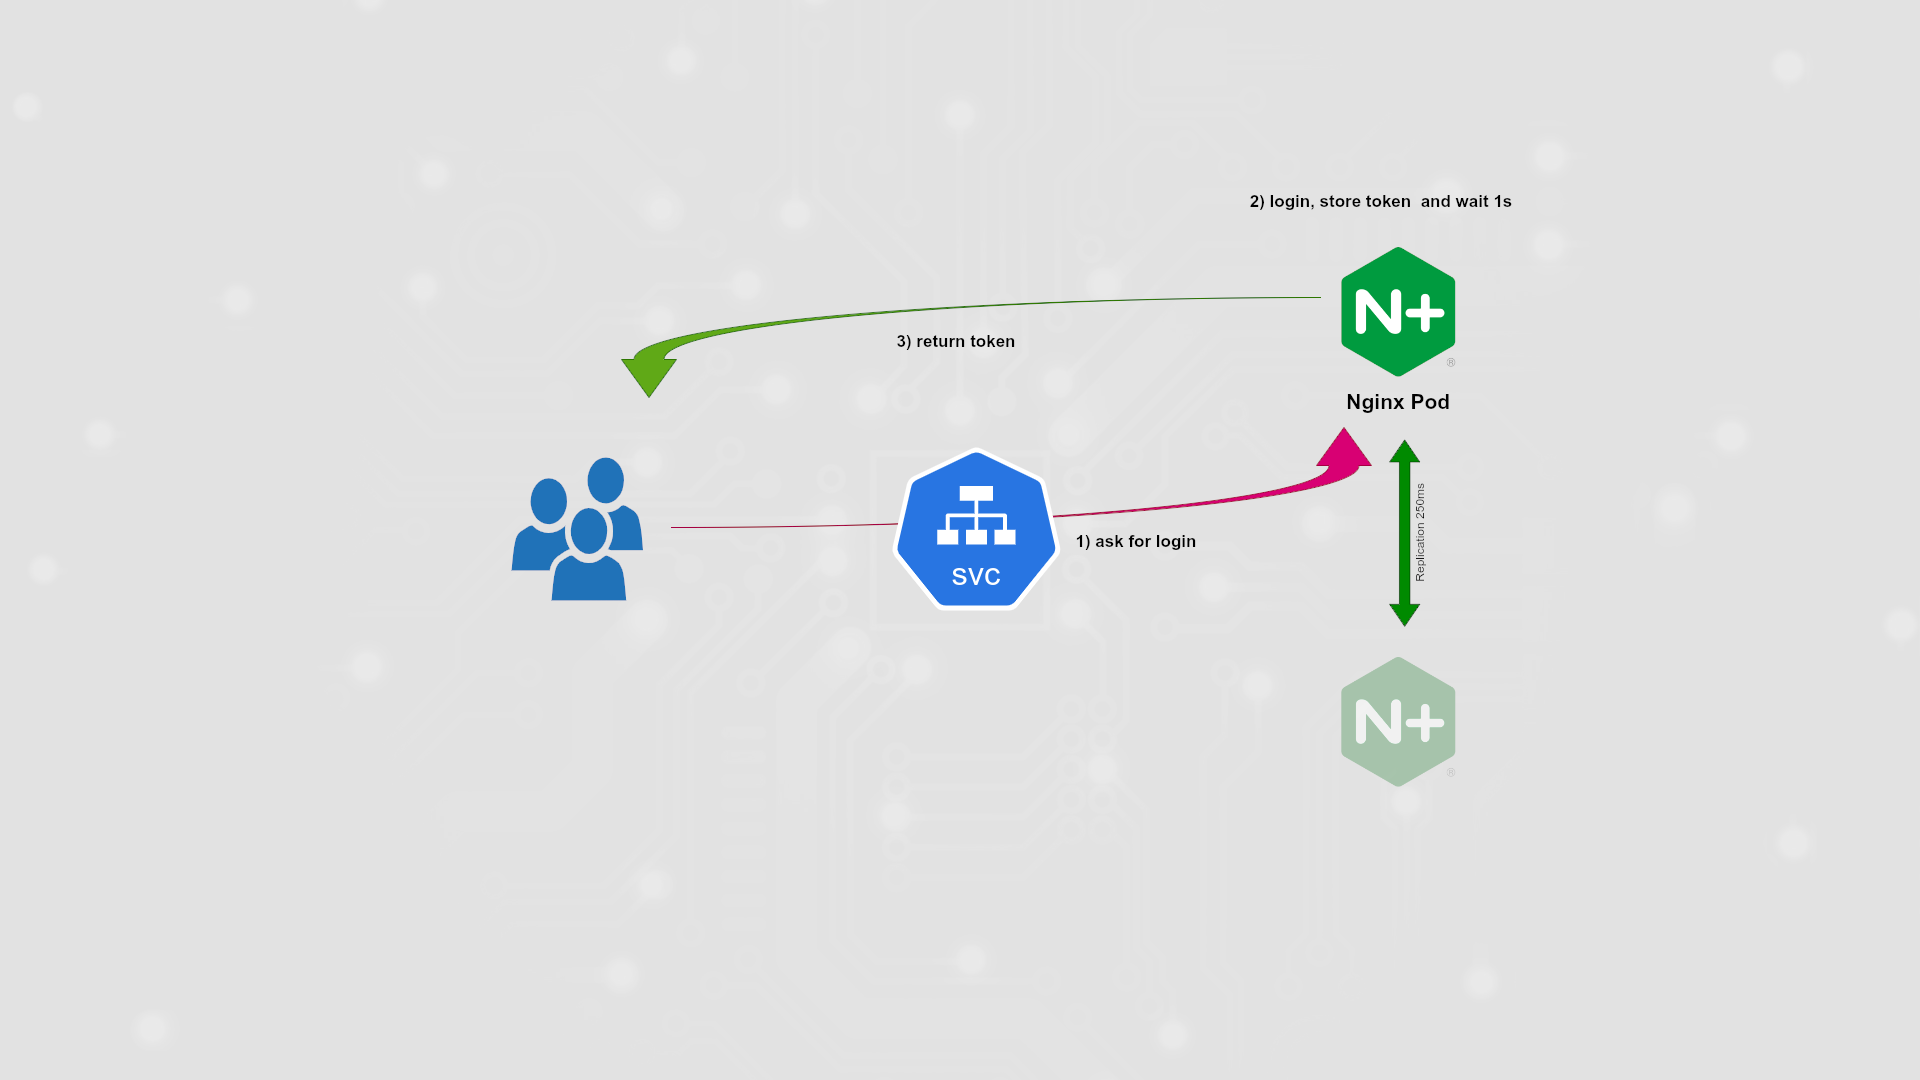 2) login, store token  and wait 1s
N+
®
3) return token
Nginx Pod
Replication 250ms
1) ask for login
SVC
N+
®